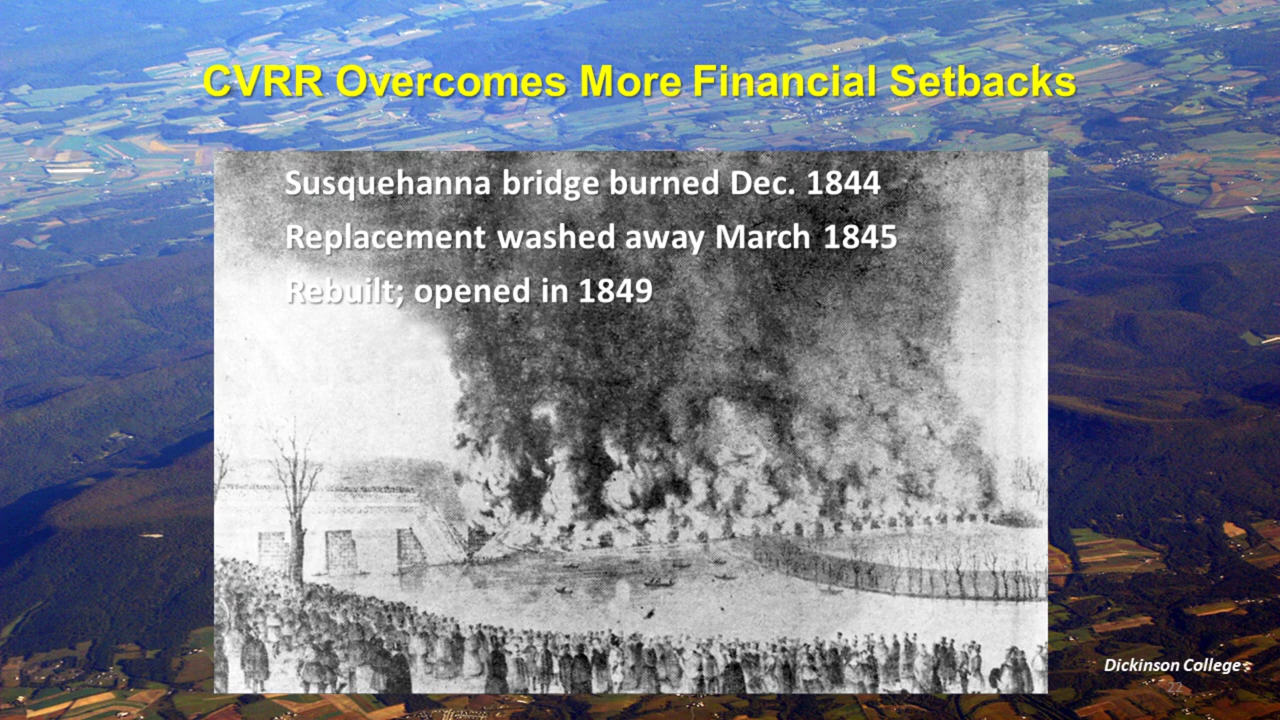 CVRR Overcomes More Financial Setbacks
Susquehanna bridge burned Dec. 1844
Replacement washed away March 1845
Rebuilt; opened in 1849
Dickinson College
22